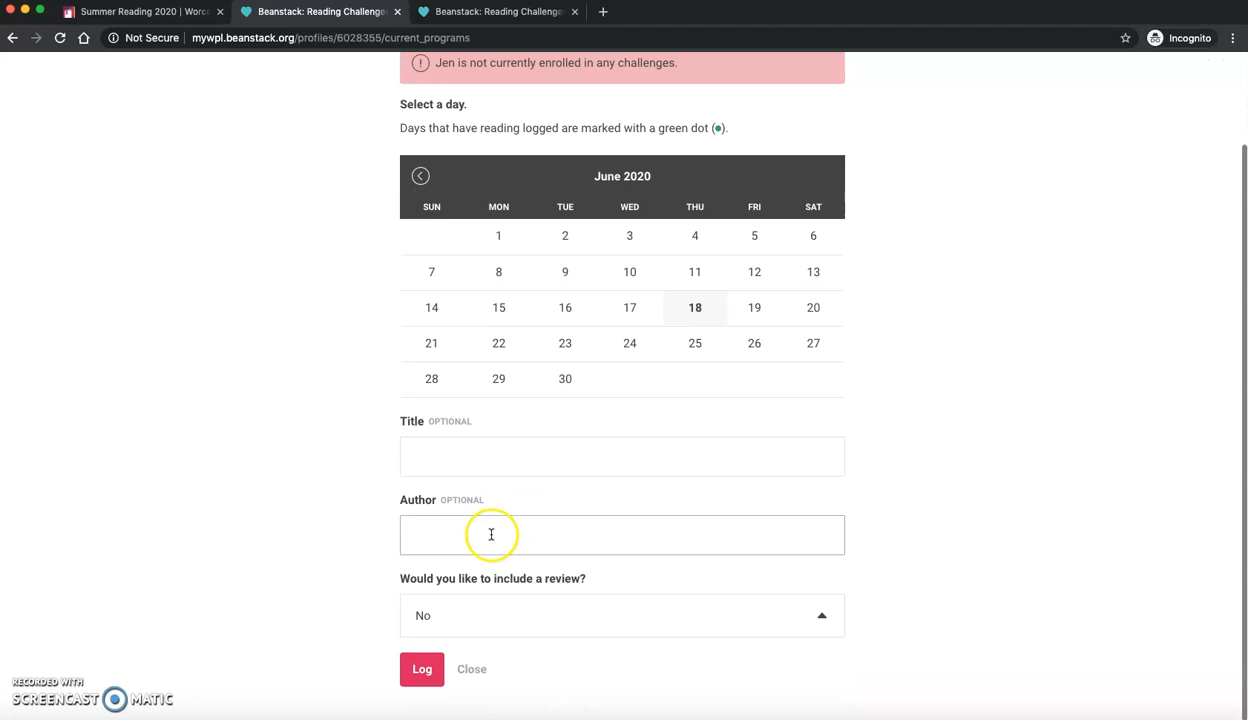 Summer Reading 2020 | Worc
Beanstack: Reading Challenges
Beanstack: Reading Challenge
Not Secure mywpl.beanstack.org/profiles/6028355/current_programs
Incognito
Jen is not currently enrolled in any challenges.
Select a day.
Days that have reading logged are marked with a green dot (●).
June 2020
SUN MON TUE WED THU FRI SAT
1 2 3 4 5 6
7 8 9 10 11 12 13
14 15 16 17 18 19 20
21 22 23 24 25 26 27
28 29 30
Title OPTIONAL
Author OPTIONAL
Would you like to include a review?
No
Log Close
RECORDED WITH
SCREENCAST MATIC